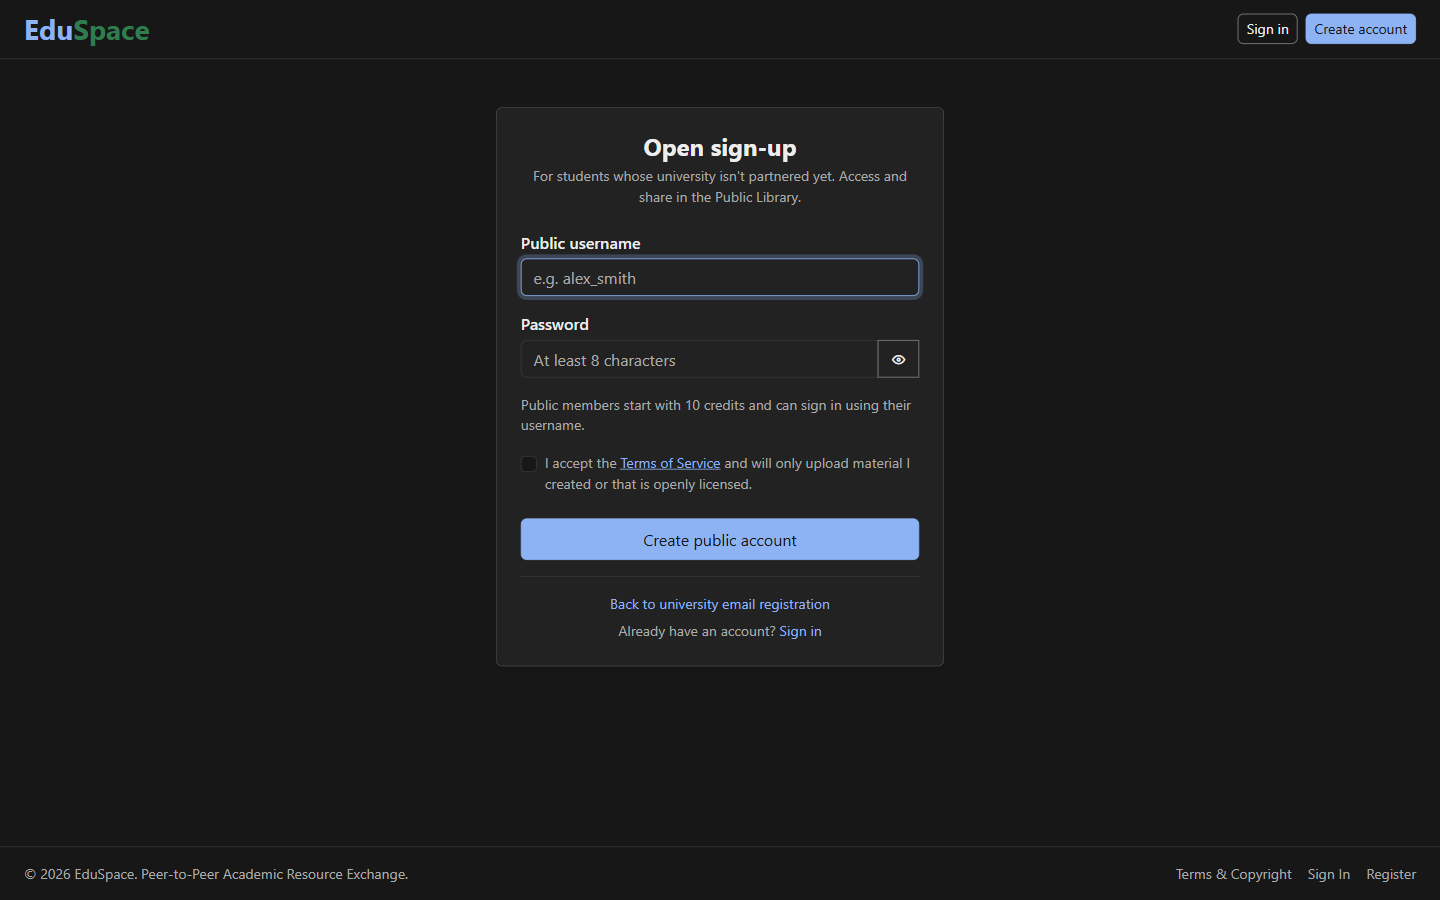 EduSpace
Sign in
Create account
Open sign-up
For students whose university isn't partnered yet. Access and
share in the Public Library.
Public username
e.g. alex_smith
Password
At least 8 characters
Public members start with 10 credits and can sign in using their
username.
I accept the Terms of Service and will only upload material I
created or that is openly licensed.
Create public account
Back to university email registration
Already have an account? Sign in
© 2026 EduSpace. Peer-to-Peer Academic Resource Exchange.
Terms & Copyright
Sign In
Register